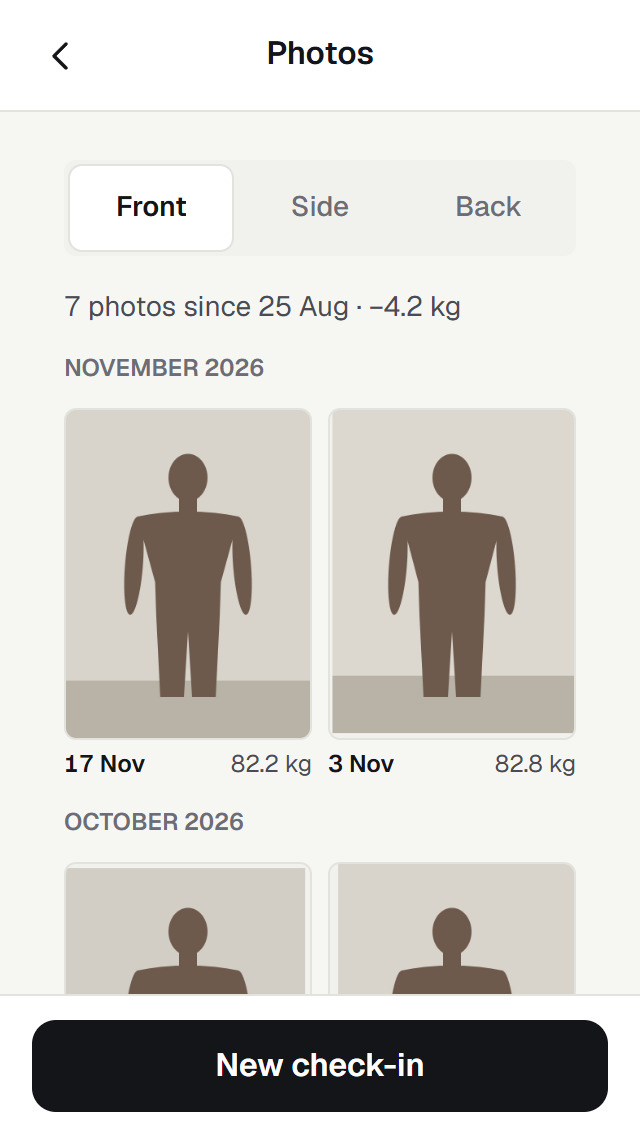 Photos
Front Side Back
7 photos since 25 Aug · −4.2 kg
NOVEMBER 2026
17 Nov 82.2 kg 3 Nov 82.8 kg
OCTOBER 2026
New check-in